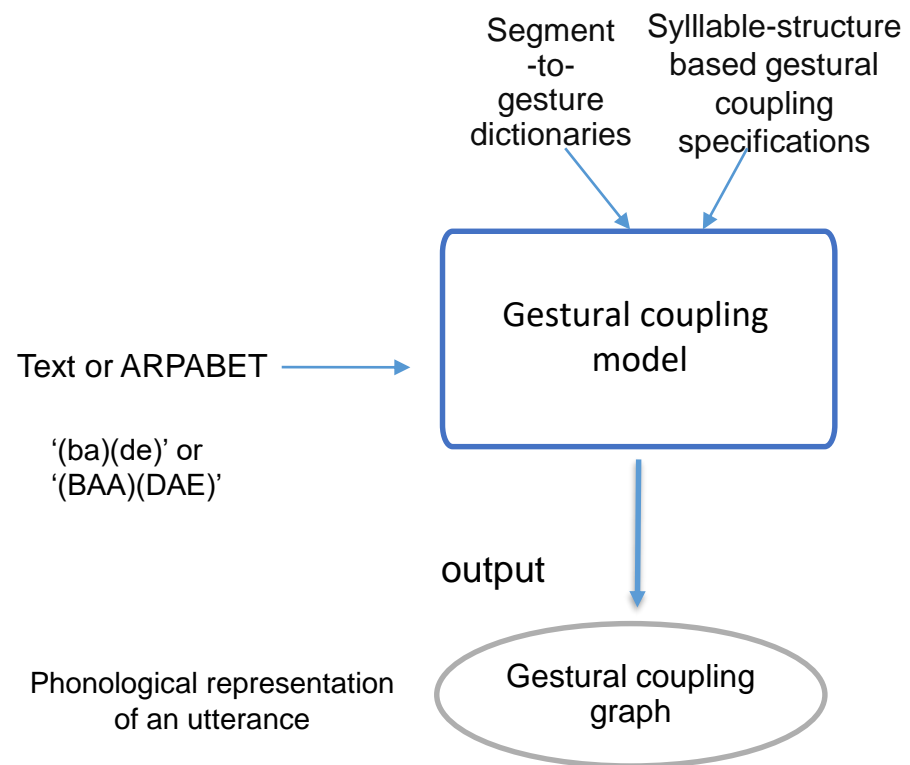 Segment
-to-
gesture
dictionaries
Sylllable-structure
based gestural
coupling
specifications
Gestural coupling
model
Text or ARPABET
‘(ba)(de)’ or
‘(BAA)(DAE)’
output
Phonological representation
of an utterance
Gestural coupling
graph